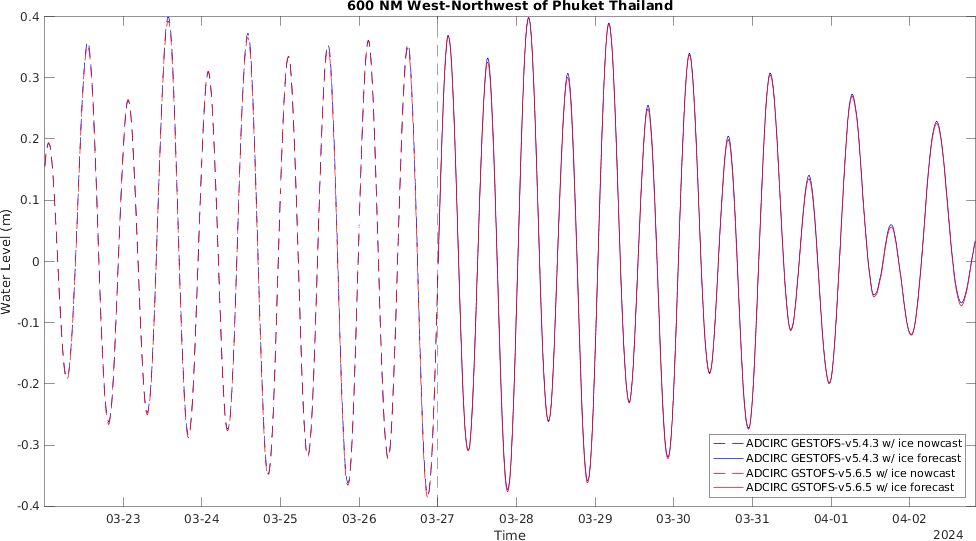 600 NM West-Northwest of Phuket Thailand
0.4
0.3
0.2
0.1
0
-0.1
-0.2
-0.3
-0.4
Water Level (m)
ADCIRC GESTOFS-v5.4.3 w/ ice nowcast
ADCIRC GESTOFS-v5.4.3 w/ ice forecast
ADCIRC GSTOFS-v5.6.5 w/ ice nowcast
ADCIRC GSTOFS-v5.6.5 w/ ice forecast
03-23 03-24 03-25 03-26 03-27 03-28 03-29 03-30 03-31 04-01 04-02
Time
2024